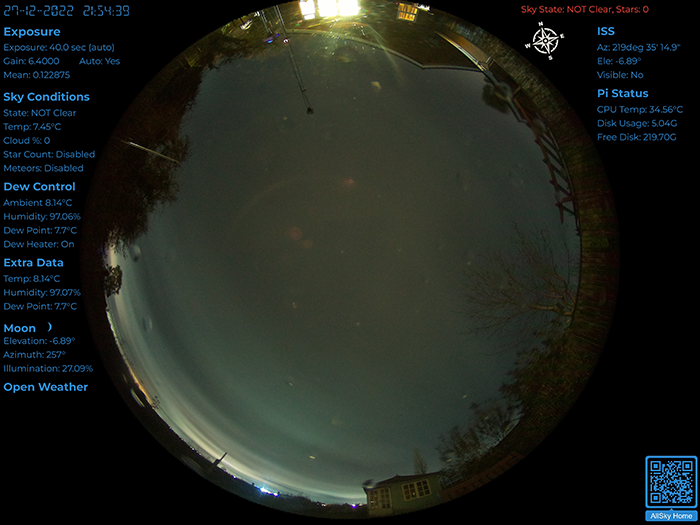 27-12-2022 21:54:39
Sky State: NOT Clear, Stars: 0
Exposure
Exposure: 40.0 sec (auto)
Gain: 6.4000 Auto: Yes
Mean: 0.122875
Sky Conditions
State: NOT Clear
Temp: 7.45°C
Cloud %: 0
Star Count: Disabled
Meteors: Disabled
Dew Control
Ambient 8.14°C
Humidity: 97.06%
Dew Point: 7.7°C
Dew Heater: On
Extra Data
Temp: 8.14°C
Humidity: 97.07%
Dew Point: 7.7°C
Moon
Elevation: -6.89°
Azimuth: 257°
Illumination: 27.09%
Open Weather
N
E
S
W
ISS
Az: 219deg 35' 14.9"
Ele: -6.89°
Visible: No
Pi Status
CPU Temp: 34.56°C
Disk Usage: 5.04G
Free Disk: 219.70G
AllSky Home